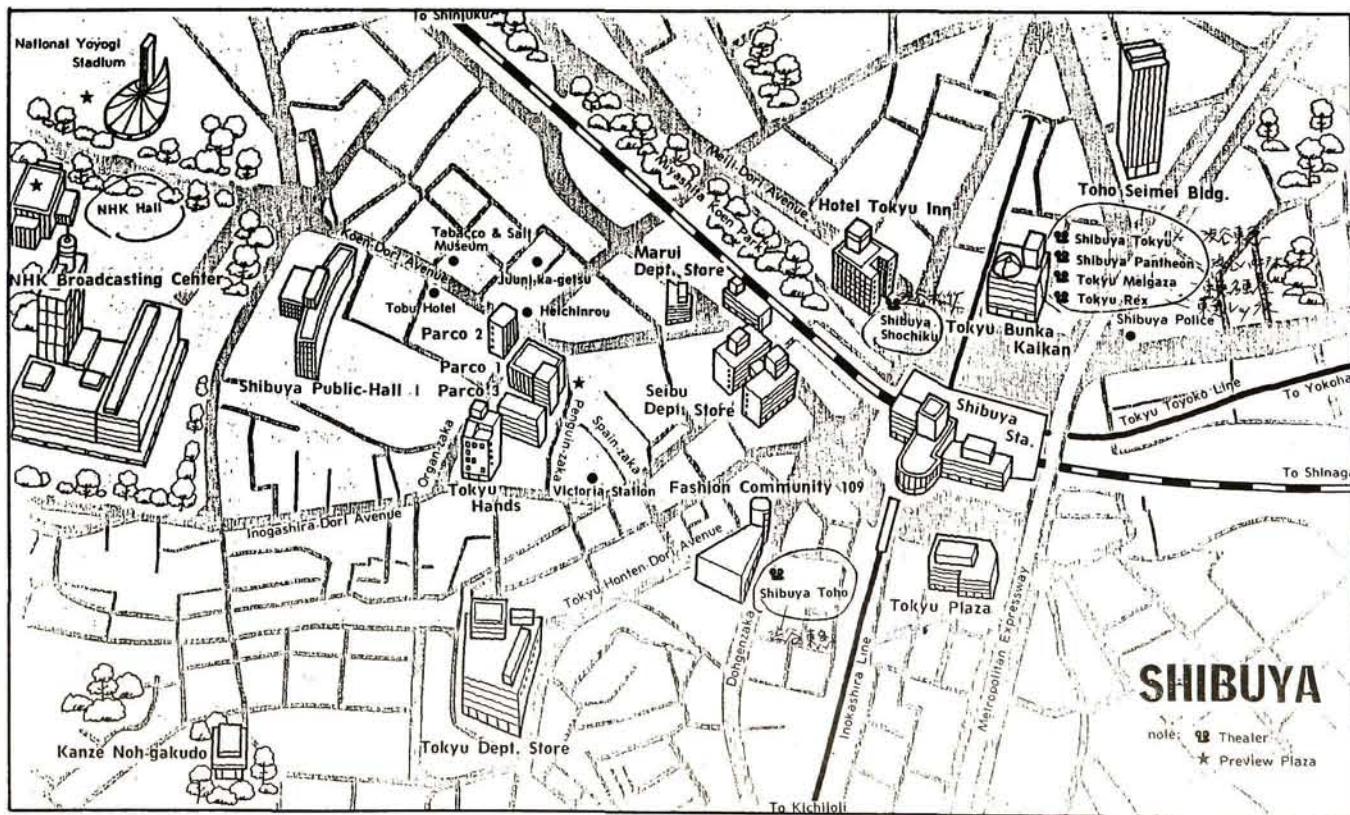 To Shinjuku
National Yoyogi
Stadium
NHK Hall
NHK Broadcasting Center
Koen Dori Avenue
Tabacco & Salt
Museum
Juuni-ka-getsu
Tobu Hotel
Heichinrou
Parco 2
Parco 1
Parco 3
Shibuya Public-Hall
Organ-zaka
Tokyu
Hands
Penguin-zaka
Spain-zaka
Victoria Station
Inogashira Dori Avenue
Marui
Dept. Store
Seibu
Dept. Store
Miyashita Koen Park
Meiji Dori Avenue
Hotel Tokyu Inn
Shibuya
Shochiku
Tokyu Bunka
Kaikan
Toho Seimei Bldg.
Shibuya Tokyu
Shibuya Pantheon
Tokyu Meigaza
Tokyu Rex
Shibuya Police
Shibuya
Sta.
Tokyu Toyoko Line
To Yokoha
To Shinaga
Fashion Community 109
Tokyu Honten Dori Avenue
Shibuya Toho
Dohgenzaka
Inokashira Line
Tokyu Plaza
Metropolitan Expressway
Kanze Noh-gakudo
Tokyu Dept. Store
To Kichijoji
SHIBUYA
note: Theater
★ Preview Plaza